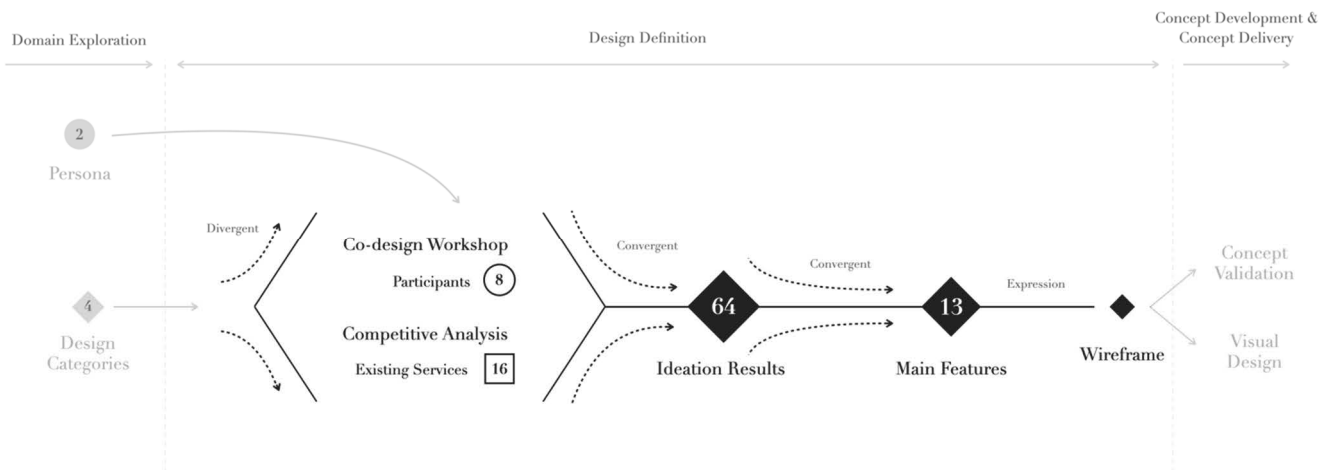 Domain Exploration
Design Definition
Concept Development &
Concept Delivery
2
Persona
Divergent
Co-design Workshop
Participants 8
Convergent
Convergent
Expression
Concept
Validation
4
Design
Categories
Competitive Analysis
Existing Services 16
64
Ideation Results
13
Main Features
Wireframe
Visual
Design